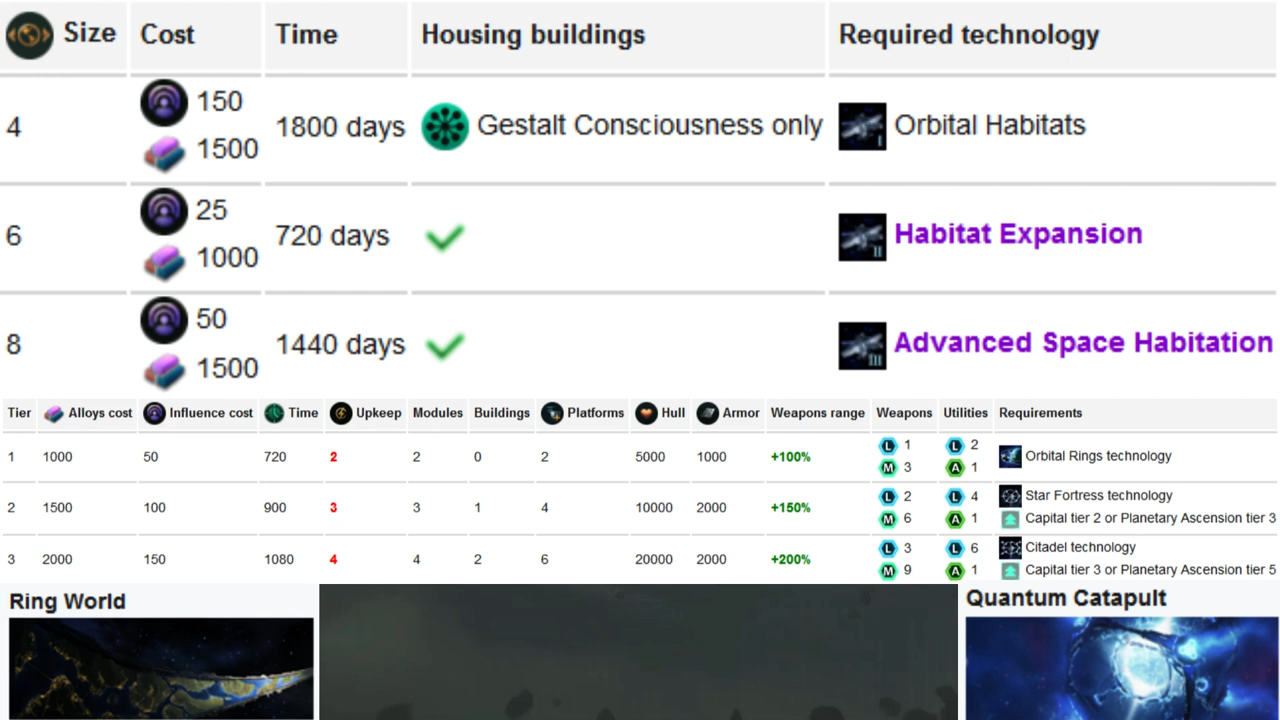 Size Cost Time Housing buildings Required technology
4 150 1500 1800 days Gestalt Consciousness only I Orbital Habitats
6 25 1000 720 days II Habitat Expansion
8 50 1500 1440 days III Advanced Space Habitation
Tier Alloys cost Influence cost Time Upkeep Modules Buildings Platforms Hull Armor Weapons range Weapons Utilities Requirements
1 1000 50 720 2 2 0 2 5000 1000 +100% L 1 M 3 L 2 A 1 Orbital Rings technology
2 1500 100 900 3 3 1 4 10000 2000 +150% L 2 M 6 L 4 A 1 Star Fortress technology
Capital tier 2 or Planetary Ascension tier 3
3 2000 150 1080 4 4 2 6 20000 2000 +200% L 3 M 9 L 6 A 1 Citadel technology
Capital tier 3 or Planetary Ascension tier 5
Ring World
Quantum Catapult